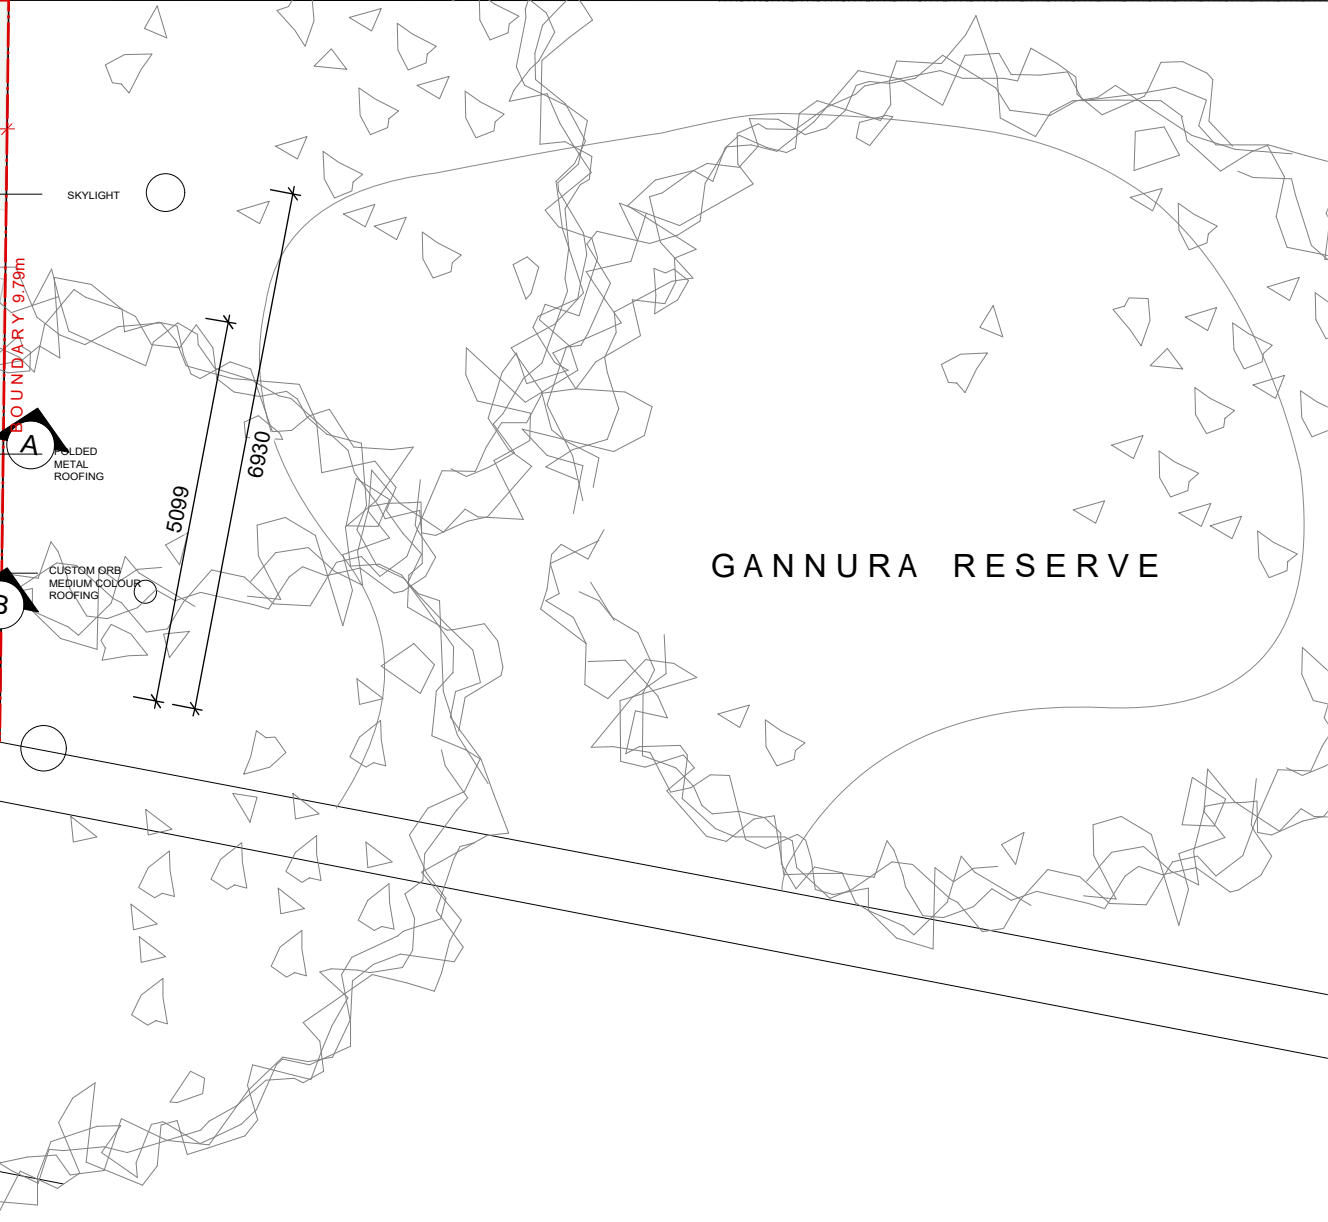 SKYLIGHT
BOUNDARY 9.79m
A
FOLDED
METAL
ROOFING
6930
5099
CUSTOM ORB
MEDIUM COLOUR
ROOFING
B
GANNURA RESERVE